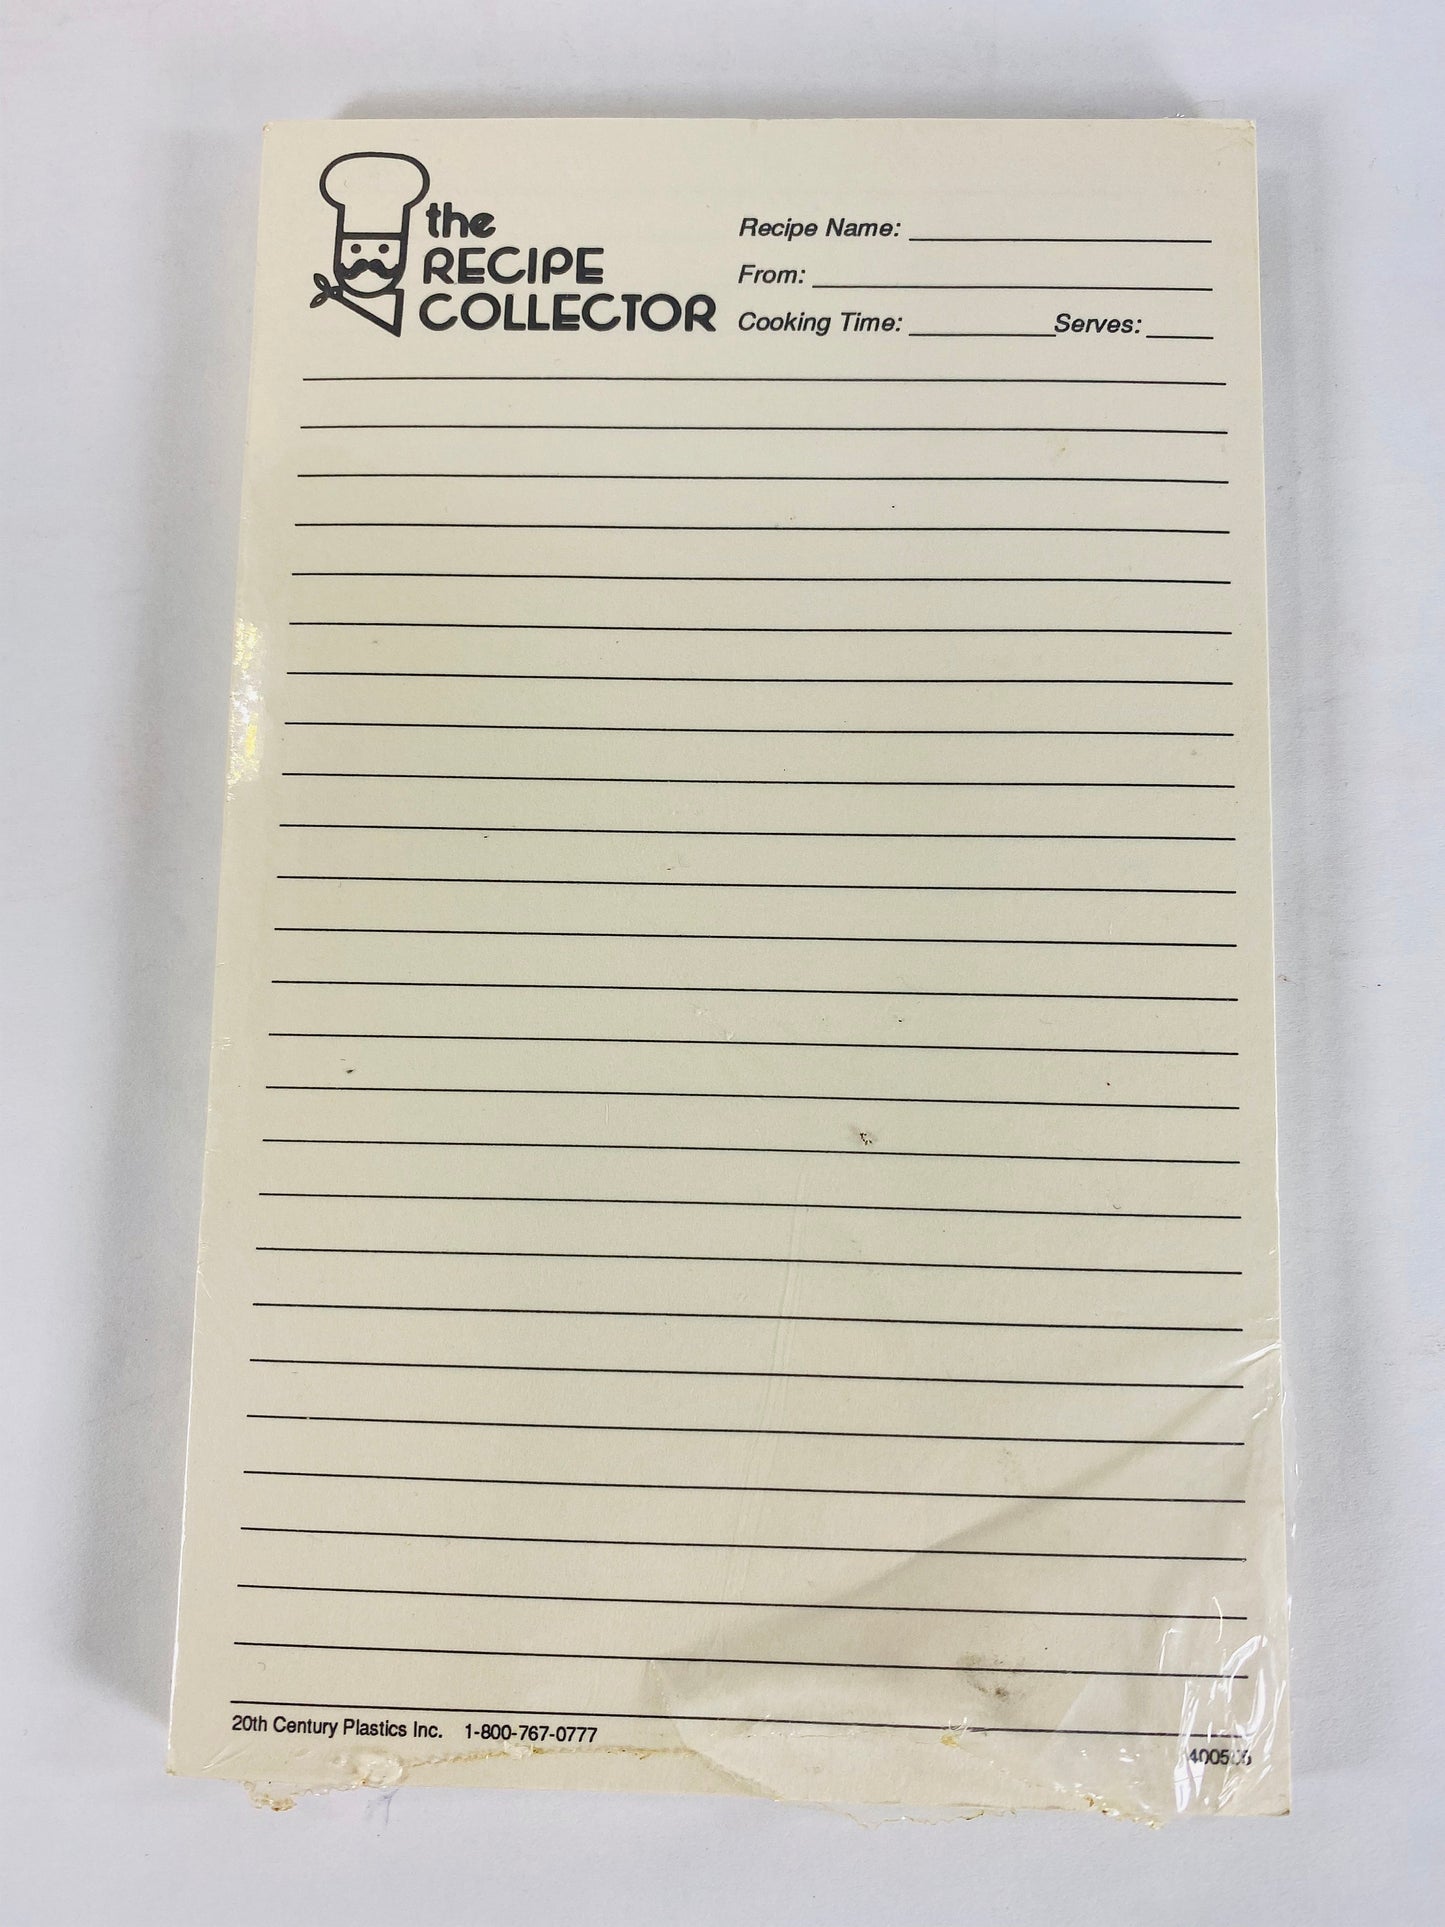 the
RECIPE
COLLECTOR
Recipe Name:
From:
Cooking Time: Serves:
20th Century Plastics Inc. 1-800-767-0777